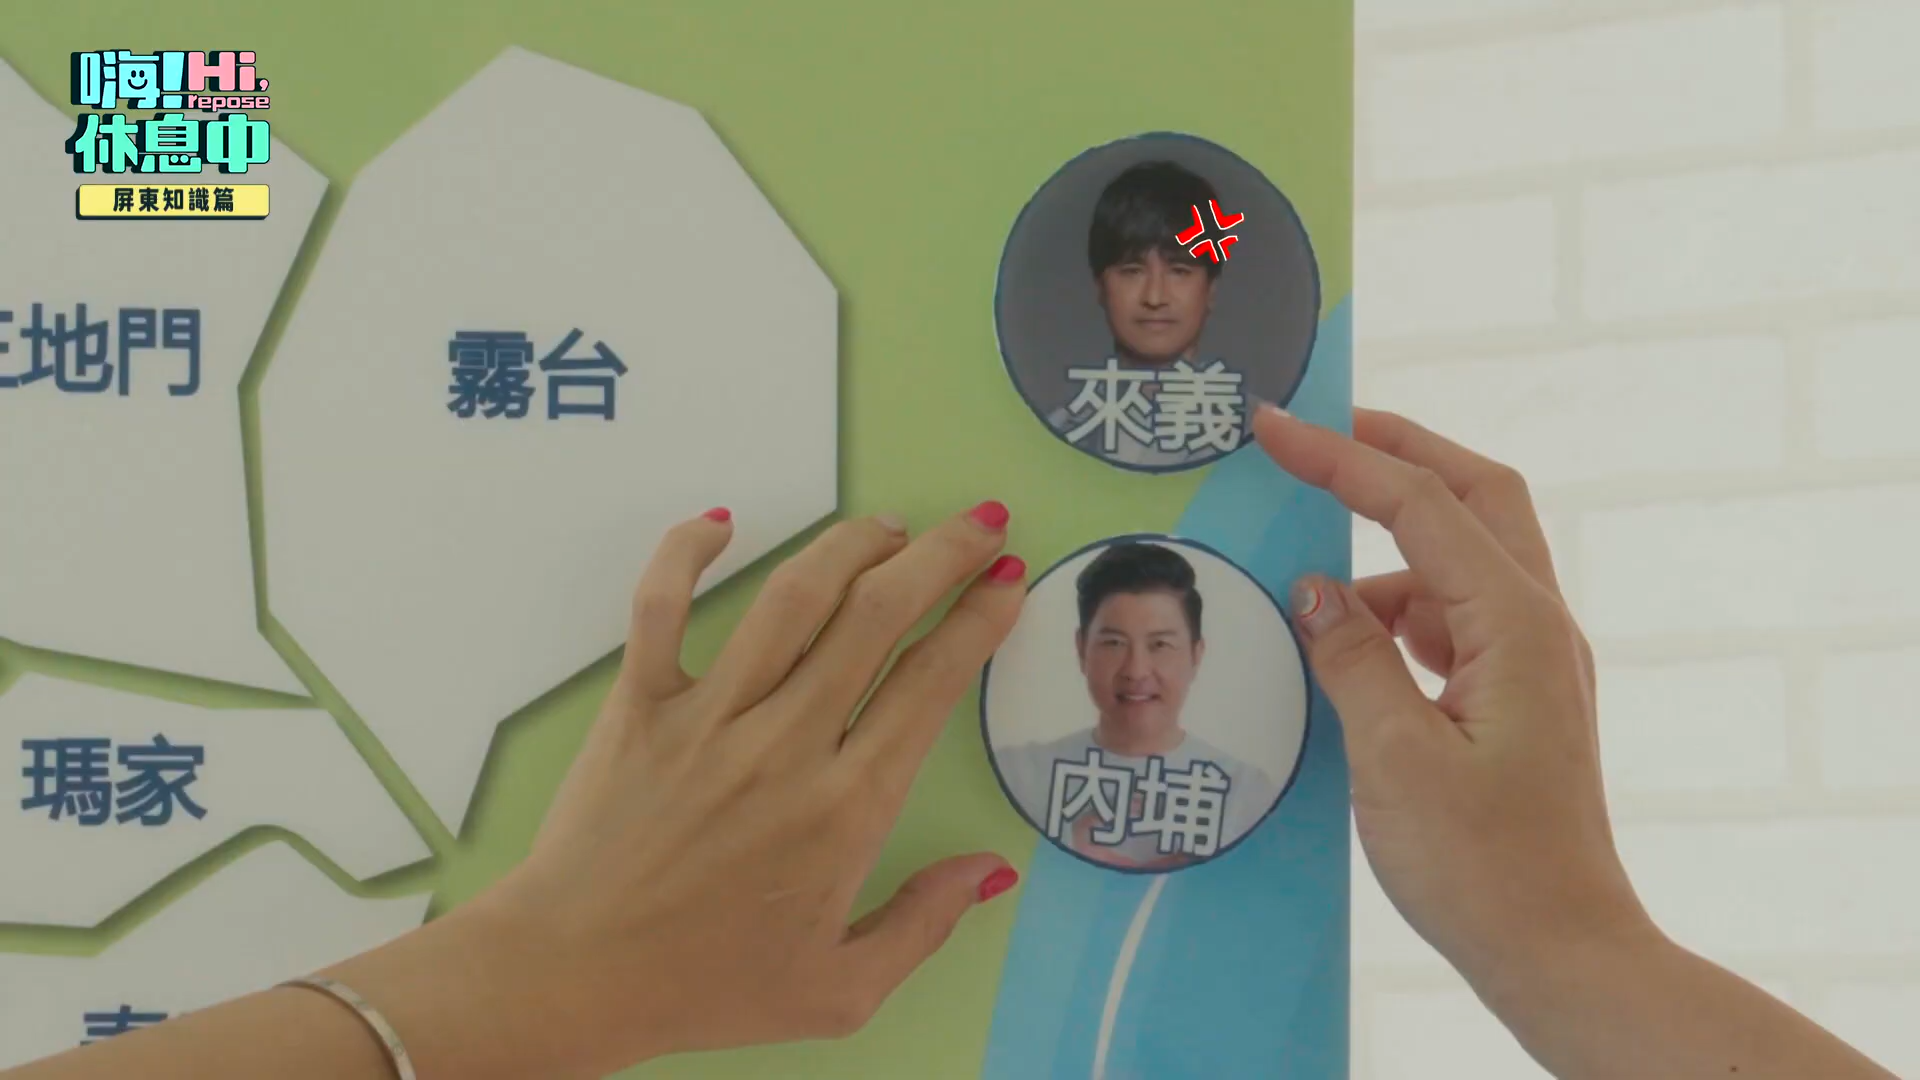 嗨!Hi,
repose
休息中
屏東知識篇
地門
霧台
來義
瑪家
內埔